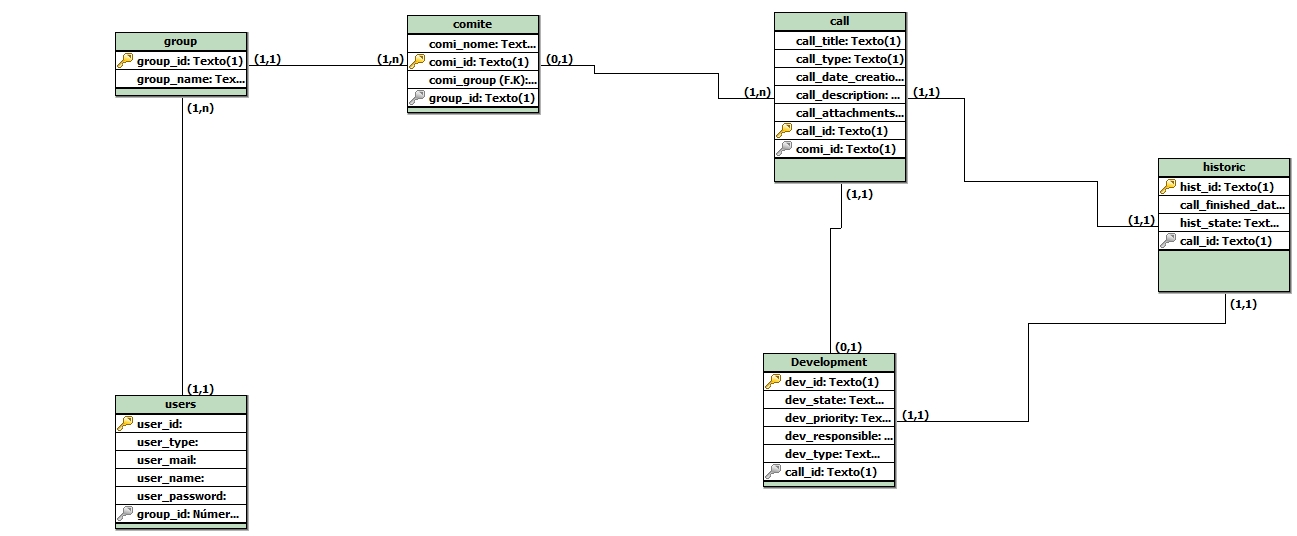 group
group_id: Texto(1)
group_name: Tex...
(1,1)
(1,n)
(1,n)
comite
comi_nome: Text...
comi_id: Texto(1)
comi_group (F.K):...
group_id: Texto(1)
(0,1)
(1,n)
call
call_title: Texto(1)
call_type: Texto(1)
call_date_creatio...
call_description: ...
call_attachments...
call_id: Texto(1)
comi_id: Texto(1)
(1,1)
(1,1)
(1,1)
historic
hist_id: Texto(1)
call_finished_dat...
hist_state: Text...
call_id: Texto(1)
(1,1)
(0,1)
Development
dev_id: Texto(1)
dev_state: Text...
dev_priority: Tex...
dev_responsible: ...
dev_type: Text...
call_id: Texto(1)
(1,1)
(1,1)
users
user_id:
user_type:
user_mail:
user_name:
user_password:
group_id: Númer...